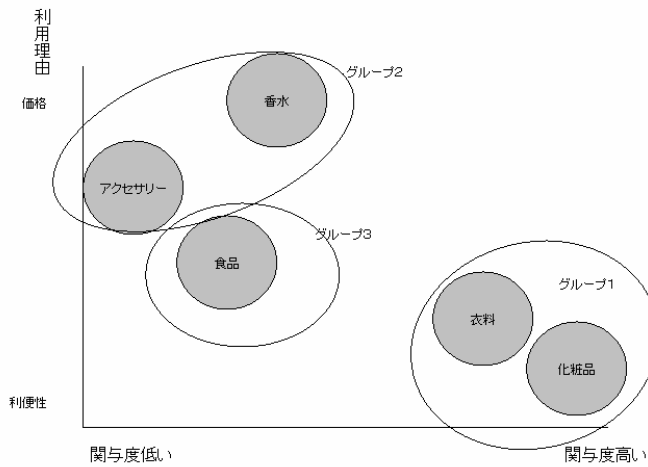 利用理由
価格
グループ2
香水
アクセサリー
グループ3
食品
グループ1
衣料
化粧品
利便性
関与度低い
関与度高い